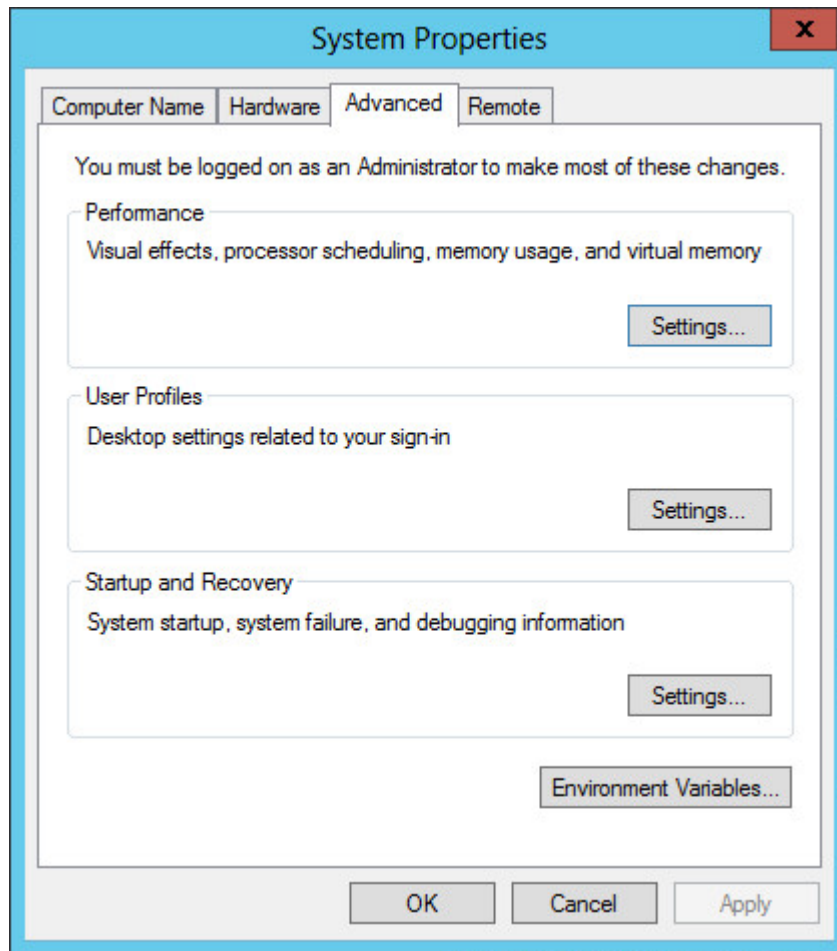 System Properties
x
Computer Name Hardware Advanced Remote
You must be logged on as an Administrator to make most of these changes.
Performance
Visual effects, processor scheduling, memory usage, and virtual memory
Settings...
User Profiles
Desktop settings related to your sign-in
Settings...
Startup and Recovery
System startup, system failure, and debugging information
Settings...
Environment Variables...
OK Cancel Apply